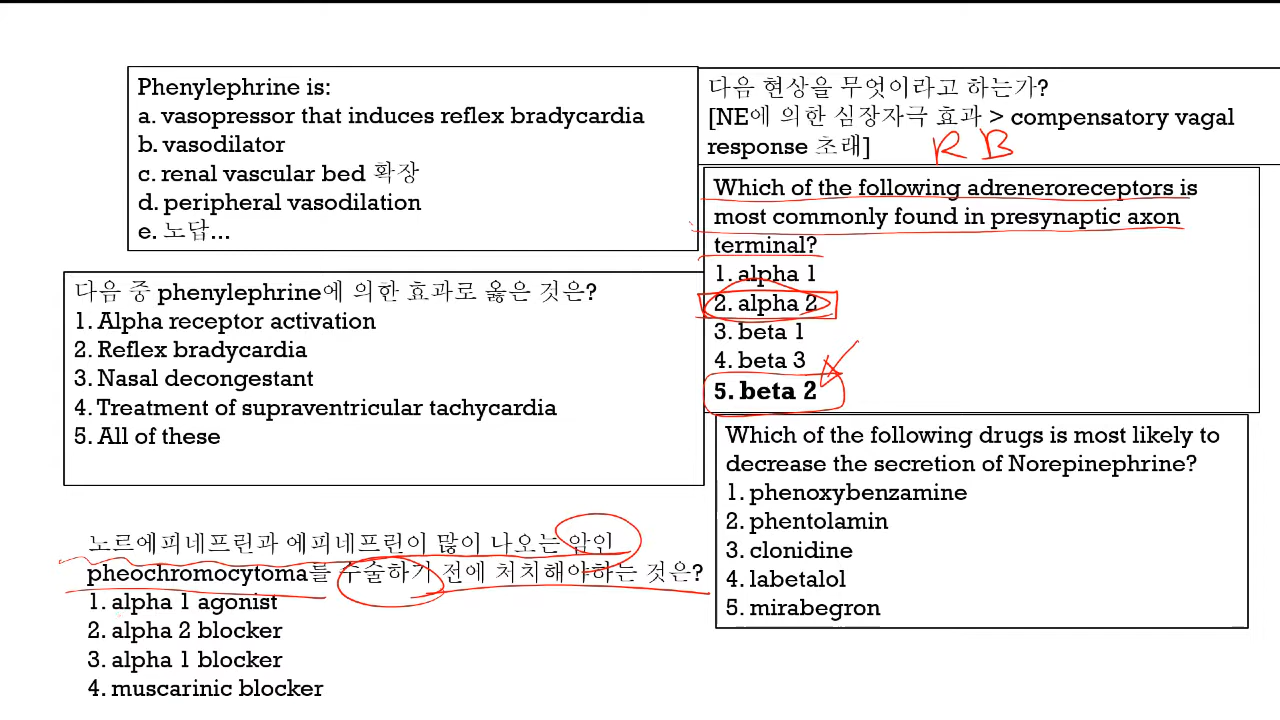 Phenylephrine is:
a. vasopressor that induces reflex bradycardia
b. vasodilator
c. renal vascular bed 확장
d. peripheral vasodilation
e. 노답...
다음 중 phenylephrine에 의한 효과로 옳은 것은?
1. Alpha receptor activation
2. Reflex bradycardia
3. Nasal decongestant
4. Treatment of supraventricular tachycardia
5. All of these
노르에피네프린과 에피네프린이 많이 나오는 암인
pheochromocytoma를 수술하기 전에 처치해야하는 것은?
1. alpha 1 agonist
2. alpha 2 blocker
3. alpha 1 blocker
4. muscarinic blocker
다음 현상을 무엇이라고 하는가?
[NE에 의한 심장자극 효과 > compensatory vagal
response 초래]
R B
Which of the following adreneroreceptors is
most commonly found in presynaptic axon
terminal?
1. alpha 1
2. alpha 2
3. beta 1
4. beta 3
5. beta 2
Which of the following drugs is most likely to
decrease the secretion of Norepinephrine?
1. phenoxybenzamine
2. phentolamin
3. clonidine
4. labetalol
5. mirabegron